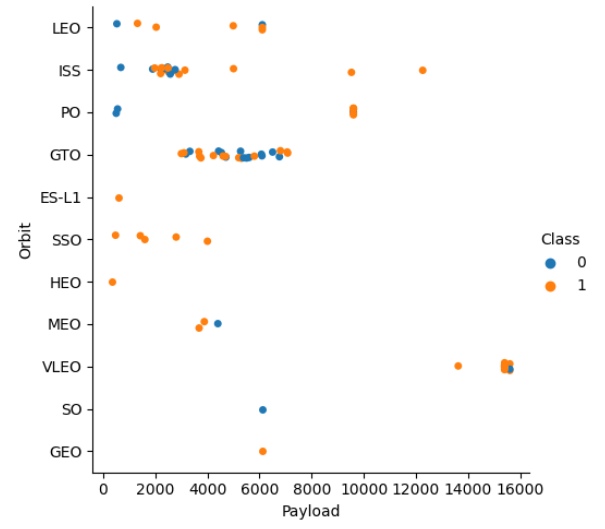 Orbit
LEO
ISS
PO
GTO
ES-L1
SSO
HEO
MEO
VLEO
SO
GEO
0 2000 4000 6000 8000 10000 12000 14000 16000
Payload
Class
0
1